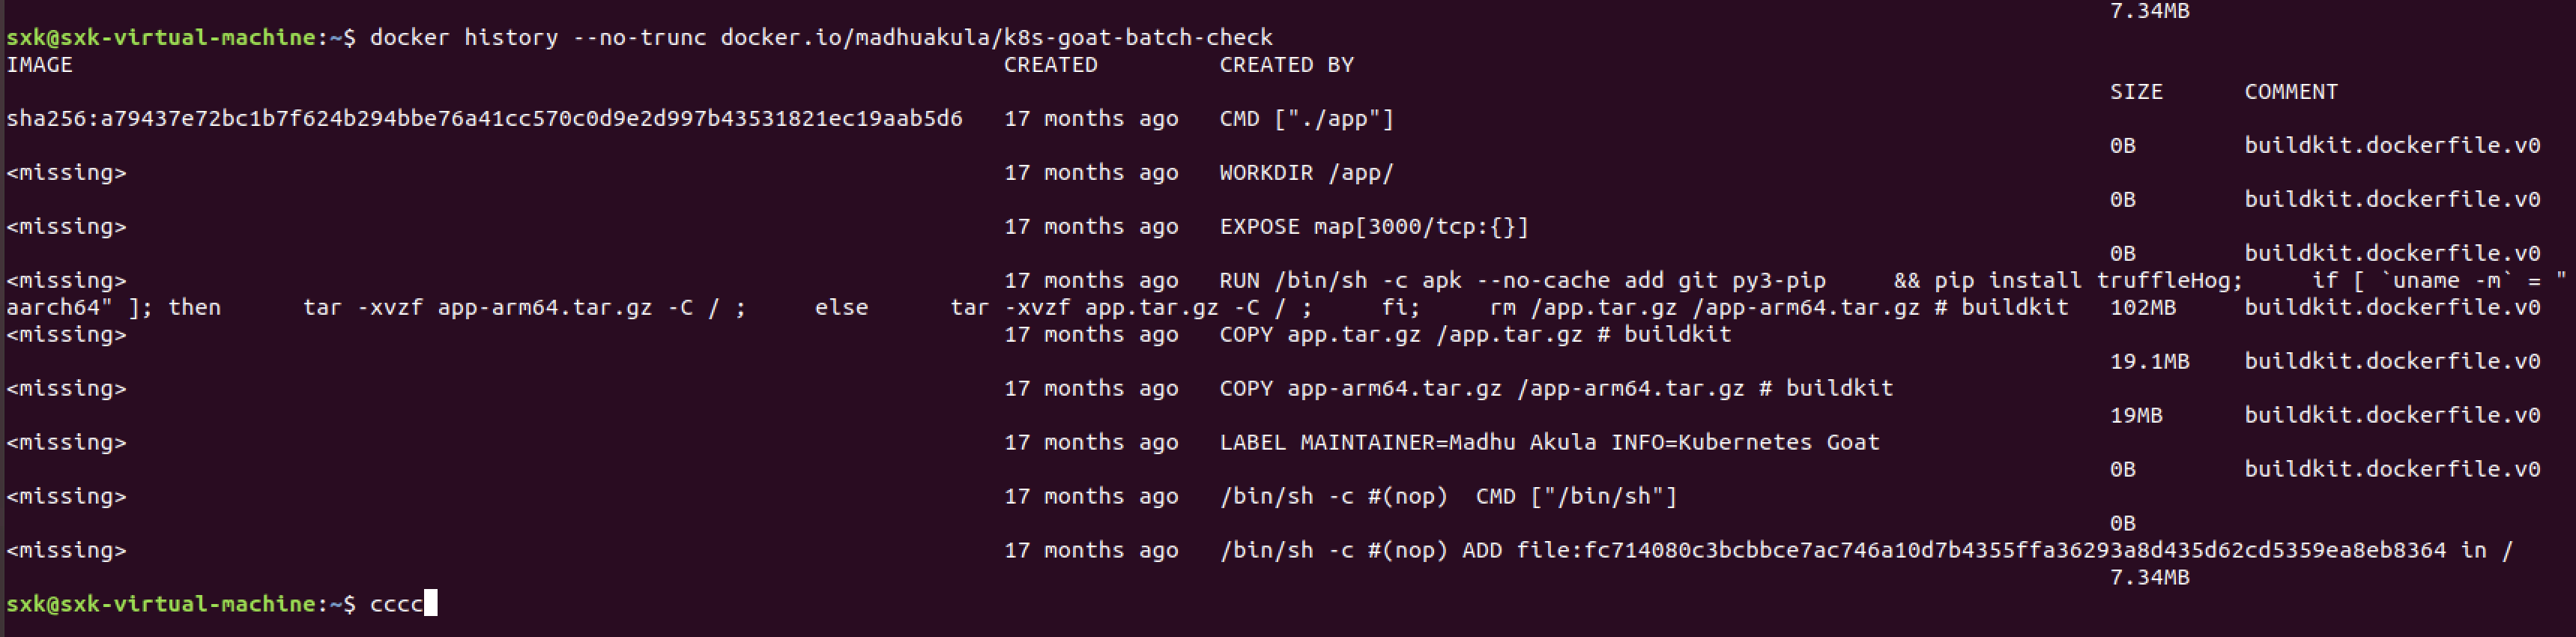 7.34MB
sxk@sxk-virtual-machine:~$ docker history --no-trunc docker.io/madhuakula/k8s-goat-batch-check
IMAGE CREATED CREATED BY
SIZE COMMENT
sha256:a79437e72bc1b7f624b294bbe76a41cc570c0d9e2d997b43531821ec19aab5d6 17 months ago CMD ["./app"]
0B buildkit.dockerfile.v0
<missing> 17 months ago WORKDIR /app/
0B buildkit.dockerfile.v0
<missing> 17 months ago EXPOSE map[3000/tcp:{}]
0B buildkit.dockerfile.v0
<missing> 17 months ago RUN /bin/sh -c apk --no-cache add git py3-pip && pip install truffleHog; if [ `uname -m` = "
aarch64" ]; then tar -xvzf app-arm64.tar.gz -C / ; else tar -xvzf app.tar.gz -C / ; fi; rm /app.tar.gz /app-arm64.tar.gz # buildkit 102MB buildkit.dockerfile.v0
<missing> 17 months ago COPY app.tar.gz /app.tar.gz # buildkit
19.1MB buildkit.dockerfile.v0
<missing> 17 months ago COPY app-arm64.tar.gz /app-arm64.tar.gz # buildkit
19MB buildkit.dockerfile.v0
<missing> 17 months ago LABEL MAINTAINER=Madhu Akula INFO=Kubernetes Goat
0B buildkit.dockerfile.v0
<missing> 17 months ago /bin/sh -c #(nop) CMD ["/bin/sh"]
0B
<missing> 17 months ago /bin/sh -c #(nop) ADD file:fc714080c3bcbbce7ac746a10d7b4355ffa36293a8d435d62cd5359ea8eb8364 in /
7.34MB
sxk@sxk-virtual-machine:~$ cccc